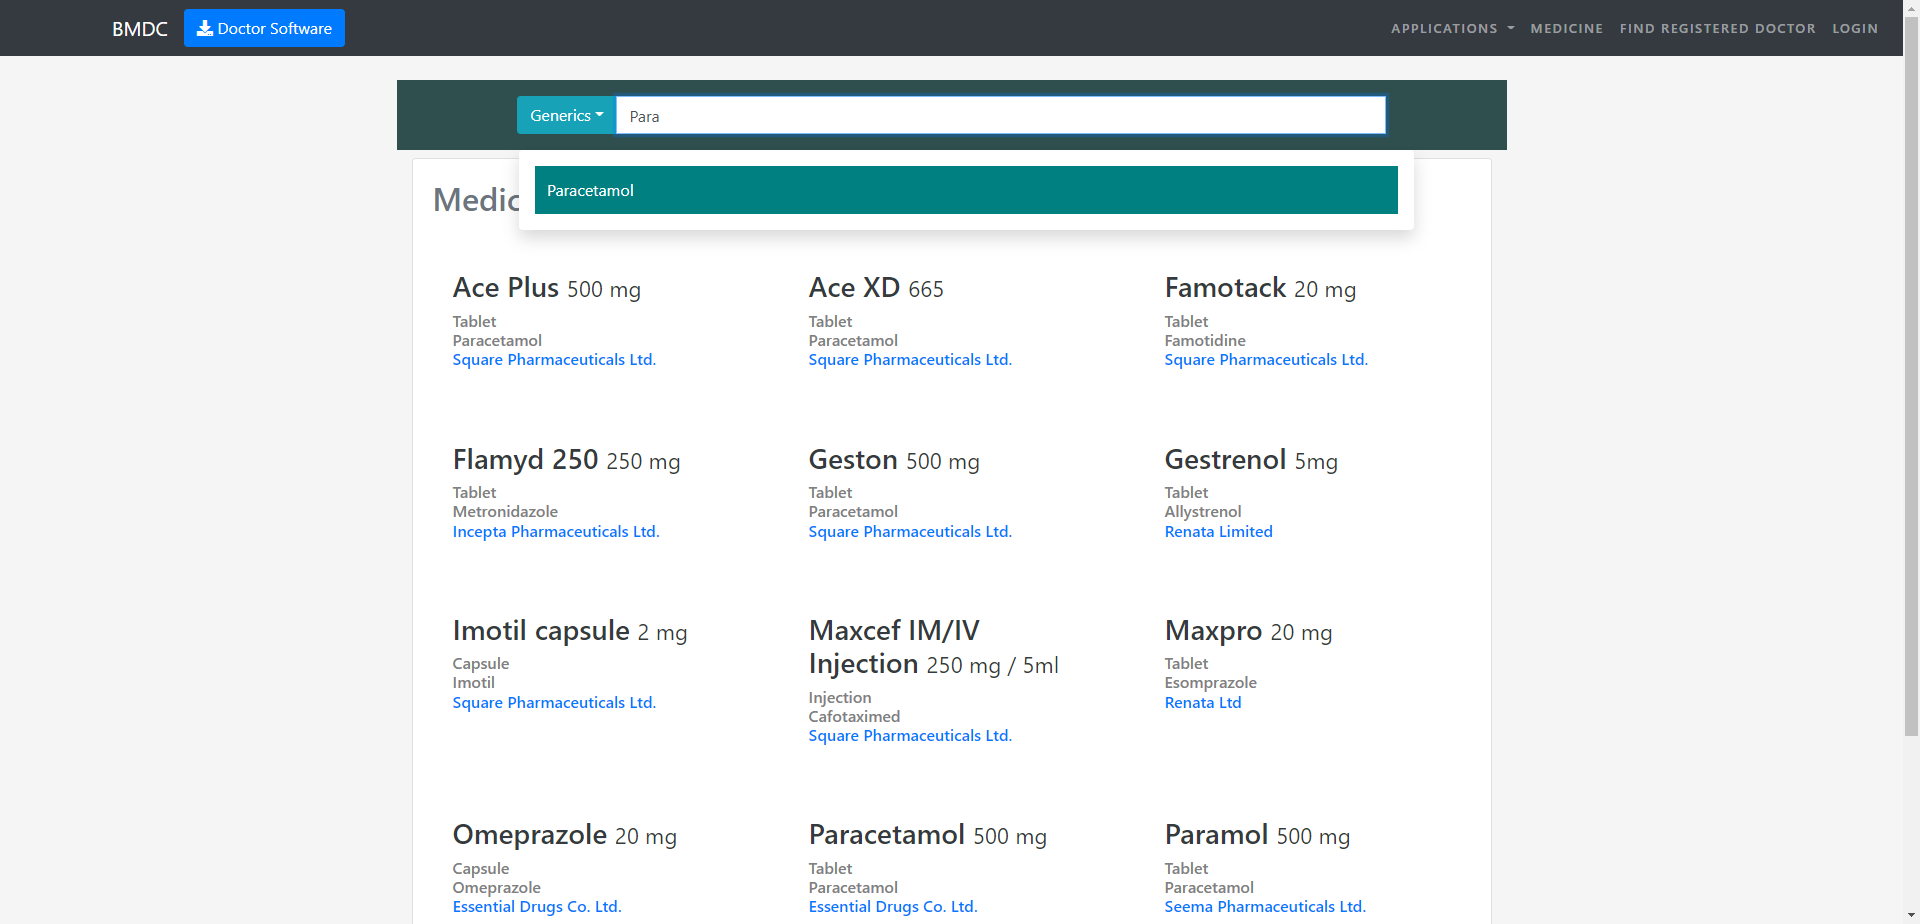 BMDC Doctor Software APPLICATIONS MEDICINE FIND REGISTERED DOCTOR LOGIN
Generics Para
Paracetamol
Medic
Ace Plus 500 mg
Tablet
Paracetamol
Square Pharmaceuticals Ltd.
Ace XD 665
Tablet
Paracetamol
Square Pharmaceuticals Ltd.
Famotack 20 mg
Tablet
Famotidine
Square Pharmaceuticals Ltd.
Flamyd 250 250 mg
Tablet
Metronidazole
Incepta Pharmaceuticals Ltd.
Geston 500 mg
Tablet
Paracetamol
Square Pharmaceuticals Ltd.
Gestrenol 5mg
Tablet
Allystrenol
Renata Limited
Imotil capsule 2 mg
Capsule
Imotil
Square Pharmaceuticals Ltd.
Maxcef IM/IV
Injection 250 mg / 5ml
Injection
Cafotaximed
Square Pharmaceuticals Ltd.
Maxpro 20 mg
Tablet
Esomprazole
Renata Ltd
Omeprazole 20 mg
Capsule
Omeprazole
Essential Drugs Co. Ltd.
Paracetamol 500 mg
Tablet
Paracetamol
Essential Drugs Co. Ltd.
Paramol 500 mg
Tablet
Paracetamol
Seema Pharmaceuticals Ltd.